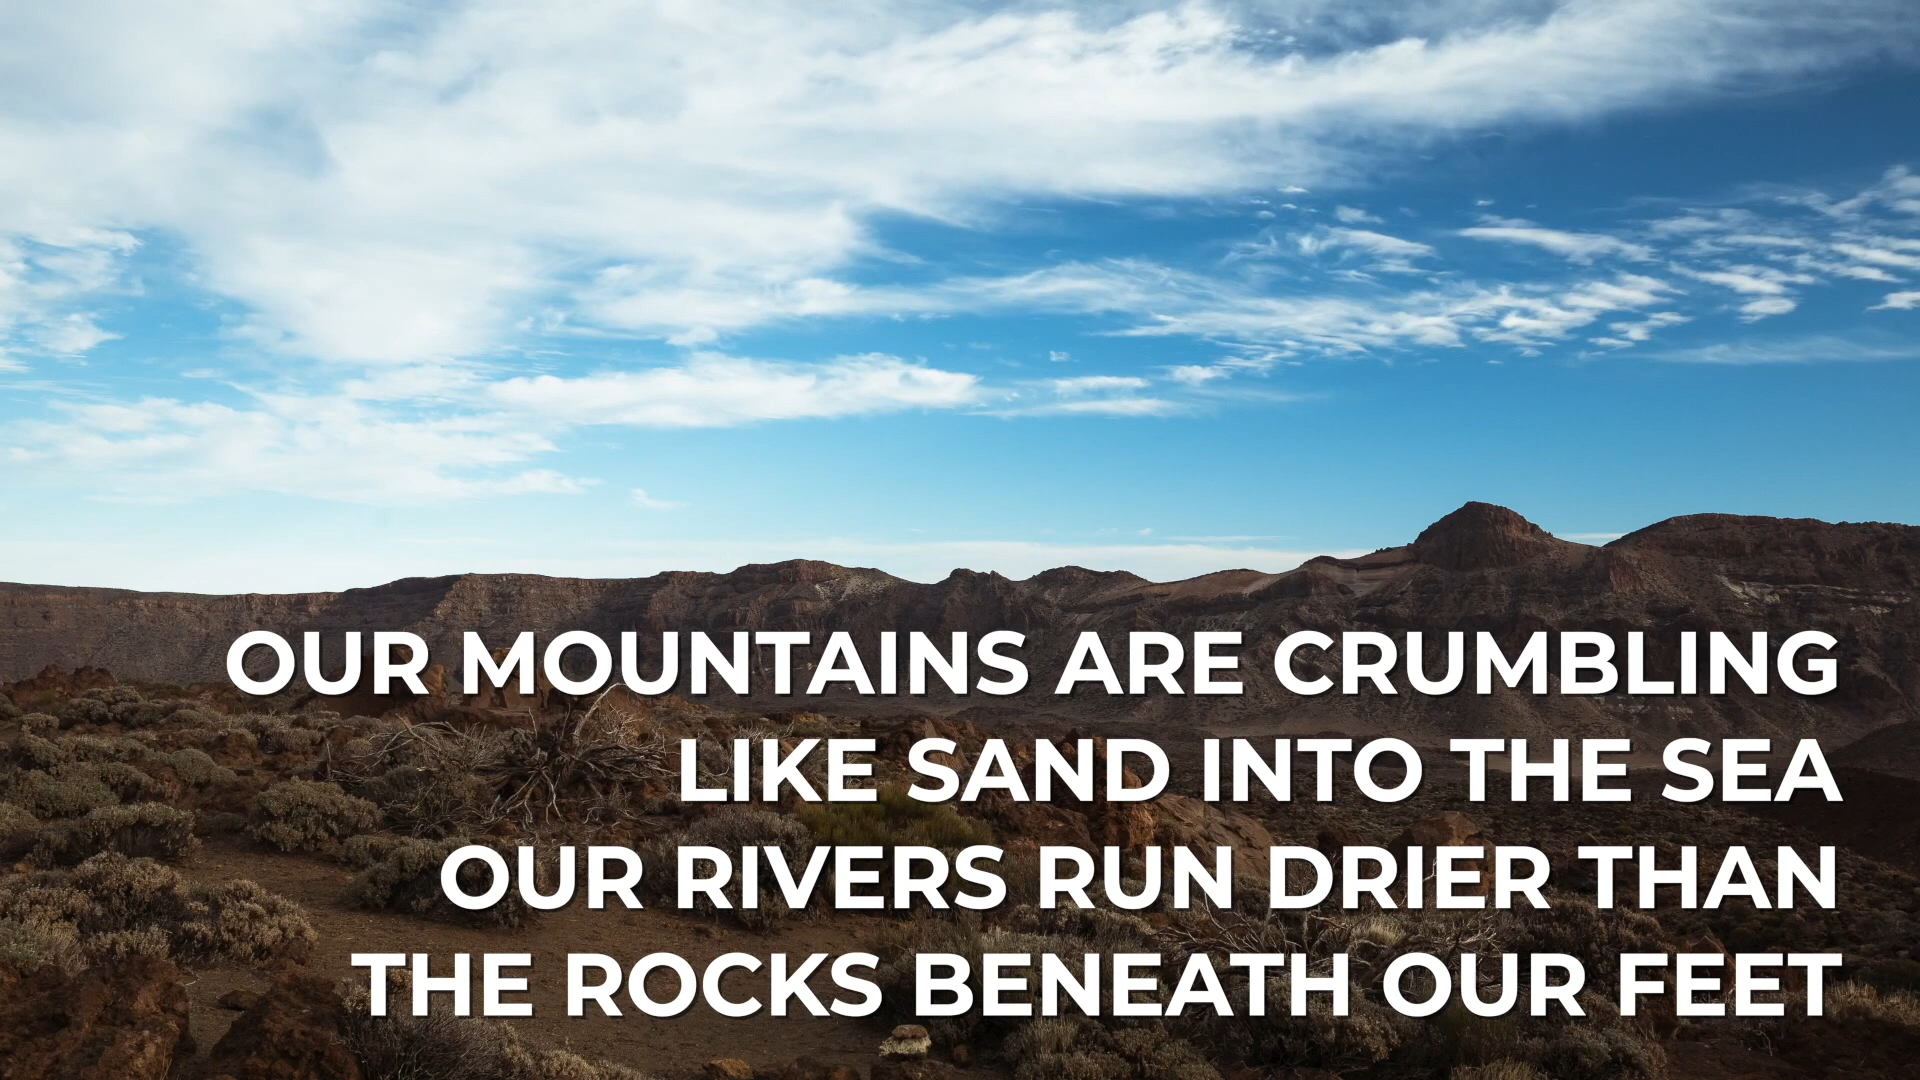 OUR MOUNTAINS ARE CRUMBLING
LIKE SAND INTO THE SEA
OUR RIVERS RUN DRIER THAN
THE ROCKS BENEATH OUR FEET